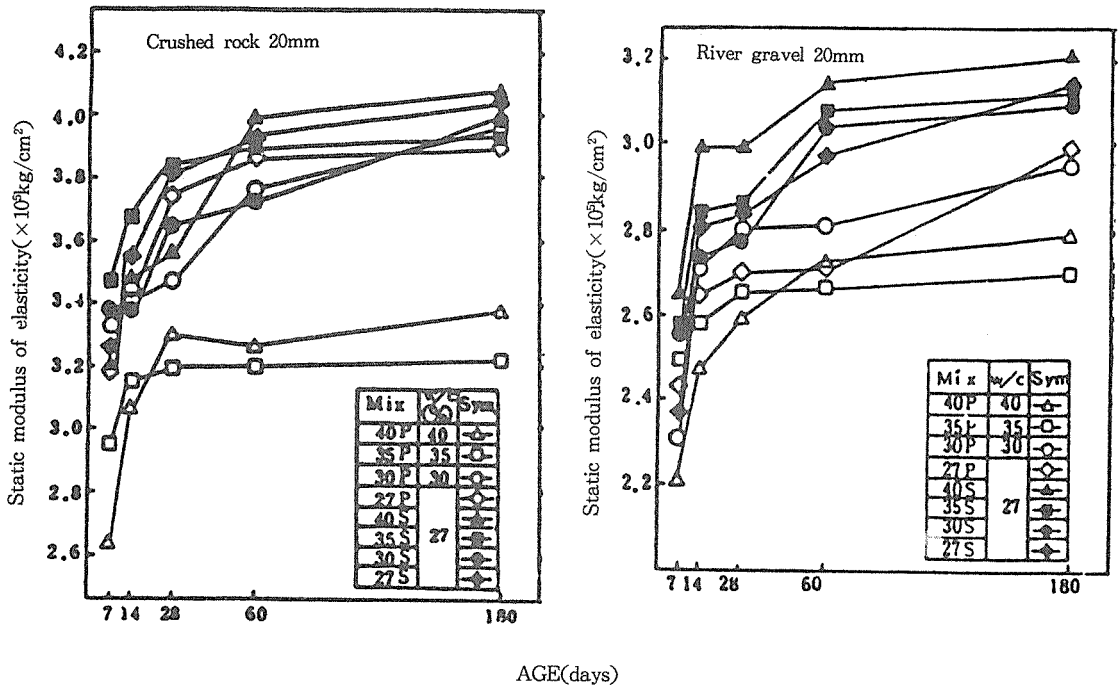 Crushed rock 20mm
Static modulus of elasticity(×10⁵kg/cm²)
4.2
4.0
3.8
3.6
3.4
3.2
3.0
2.8
2.6
7 14 28 60 180
Mix w/c Sym
40P 40
35P 35
30P 30
27P
40S
35S 27
30S
27S
River gravel 20mm
Static modulus of elasticity(×10⁵kg/cm²)
3.2
3.0
2.8
2.6
2.4
2.2
7 14 28 60 180
Mix w/c Sym
40P 40
35P 35
30P 30
27P
40S
35S 27
30S
27S
AGE(days)